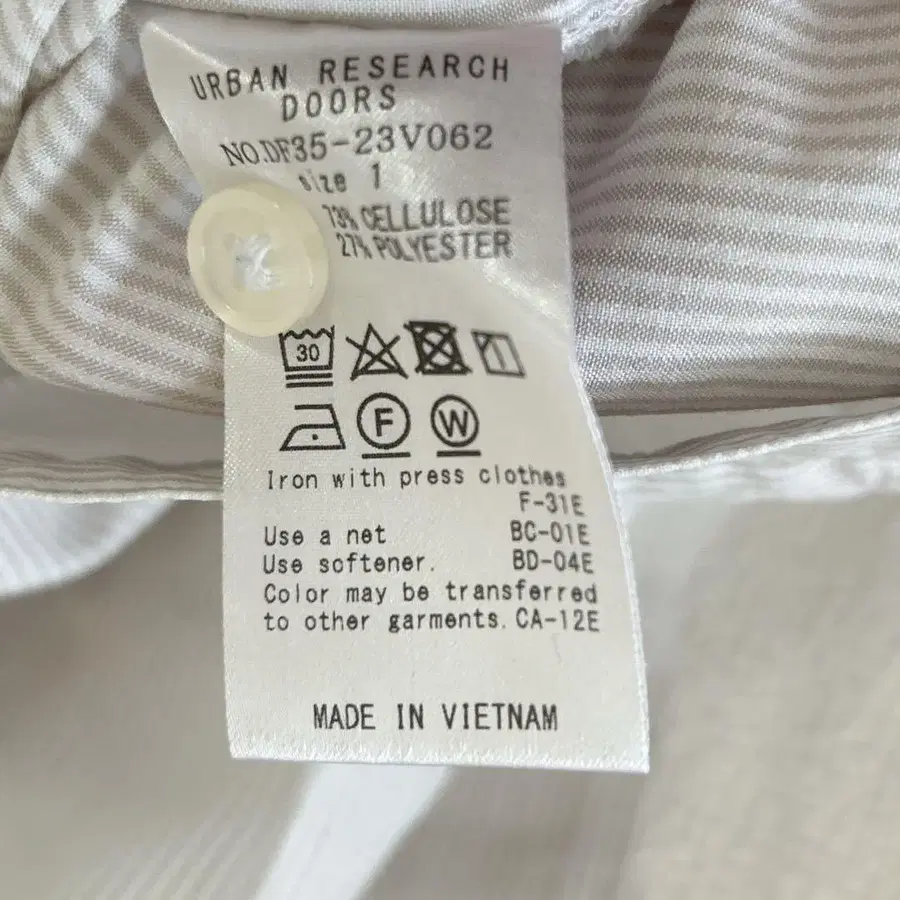 URBAN RESEARCH
DOORS
NO.DF35-23V062
size 1
73% CELLULOSE
27% POLYESTER
30
F W
Iron with press clothes
F-31E
Use a net BC-01E
Use softener. BD-04E
Color may be transferred
to other garments. CA-12E
MADE IN VIETNAM